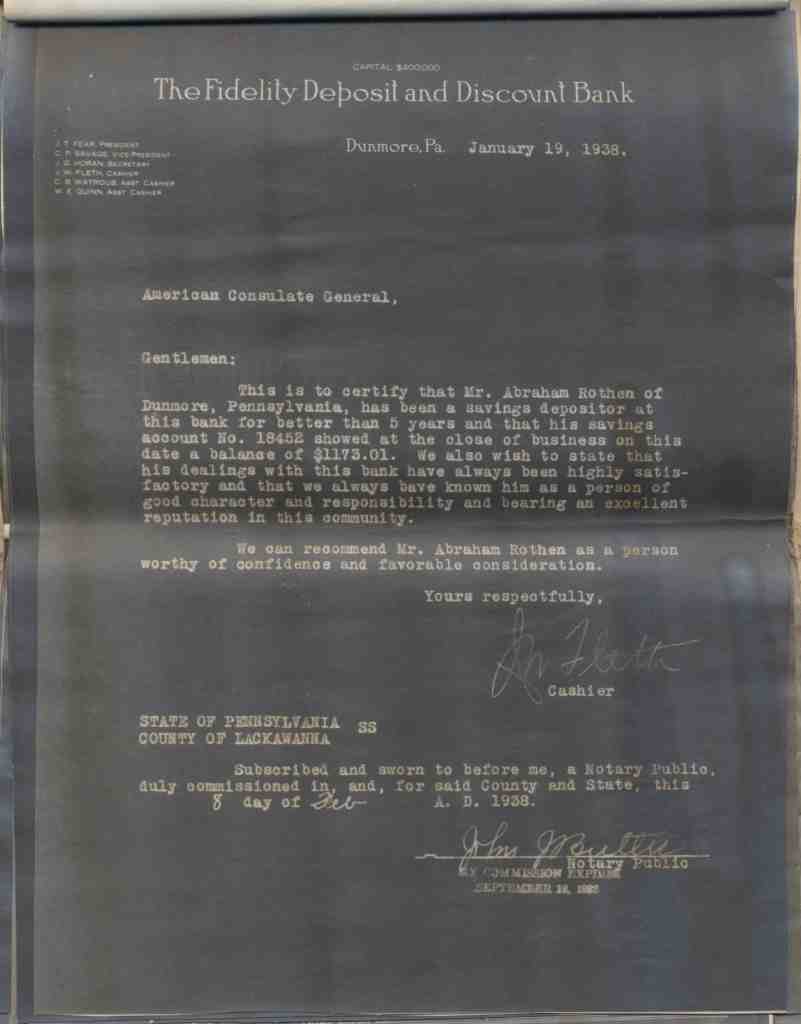 CAPITAL $400,000
The Fidelity Deposit and Discount Bank
Dunmore, Pa. January 19, 1938.
J. T. FEAR, PRESIDENT
C. P. SAVAGE, VICE PRESIDENT
J. G. HORAN, SECRETARY
J. W. FLETH, CASHIER
C. B. WATROUS, ASST CASHIER
W. E. QUINN, ASST CASHIER
American Consulate General,
Gentlemen:
This is to certify that Mr. Abraham Rothen of
Dunmore, Pennsylvania, has been a savings depositor at
this bank for better than 5 years and that his savings
account No. 18452 showed at the close of business on this
date a balance of $1173.01. We also wish to state that
his dealings with this bank have always been highly satis-
factory and that we always have known him as a person of
good character and responsibility and bearing an excellent
reputation in this community.
We can recommend Mr. Abraham Rothen as a person
worthy of confidence and favorable consideration.
Yours respectfully,
J W Fleth
Cashier
STATE OF PENNSYLVANIA SS
COUNTY OF LACKAWANNA
Subscribed and sworn to before me, a Notary Public,
duly commissioned in, and, for said County and State, this
8 day of Feb A. D. 1938.
John J
Notary Public
MY COMMISSION EXPIRES
SEPTEMBER